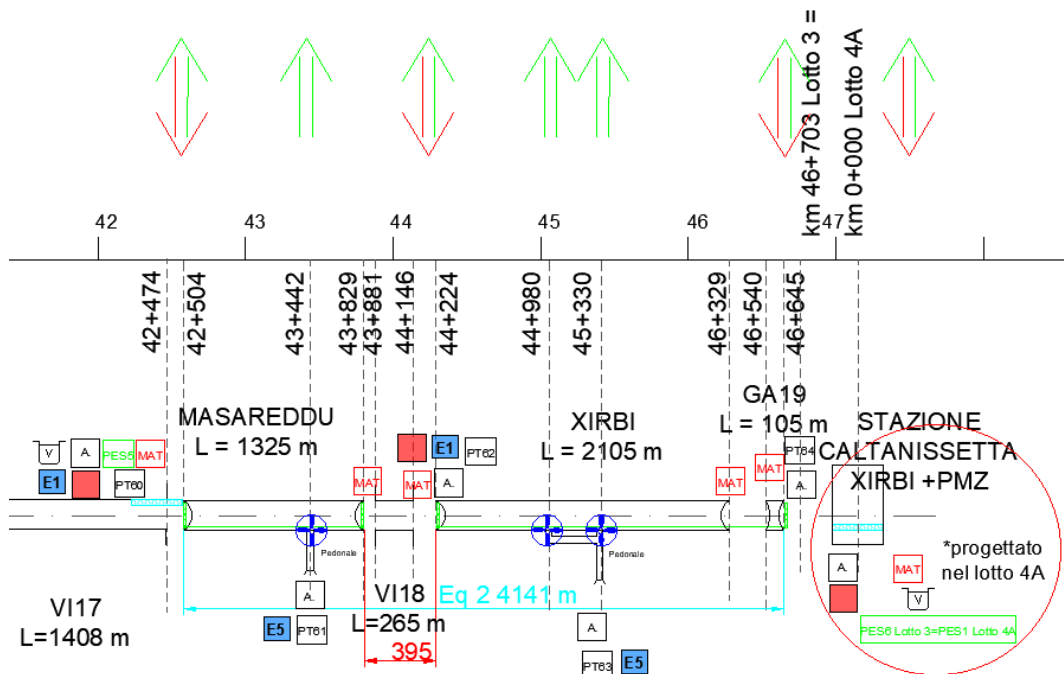 km 46+703 Lotto 3 =
km 0+000 Lotto 4A
42
43
44
45
46
47
42+474
42+504
43+442
43+829
43+881
44+146
44+224
44+980
45+330
46+329
46+540
46+645
MASAREDDU
L = 1325 m
XIRBI
L = 2105 m
GA19
L = 105 m
STAZIONE
CALTANISSETTA
XIRBI +PMZ
V
A.
PES5
MAT
E1
PT60
MAT
E1
PT62
MAT
A.
MAT
MAT
PT64
A.
Pedonale
Pedonale
*progettato
nel lotto 4A
A.
MAT
V
PES6 Lotto 3=PES1 Lotto 4A
VI17
L=1408 m
A.
E5
PT61
VI18
L=265 m
Eq 2 4141 m
395
A.
PT63
E5